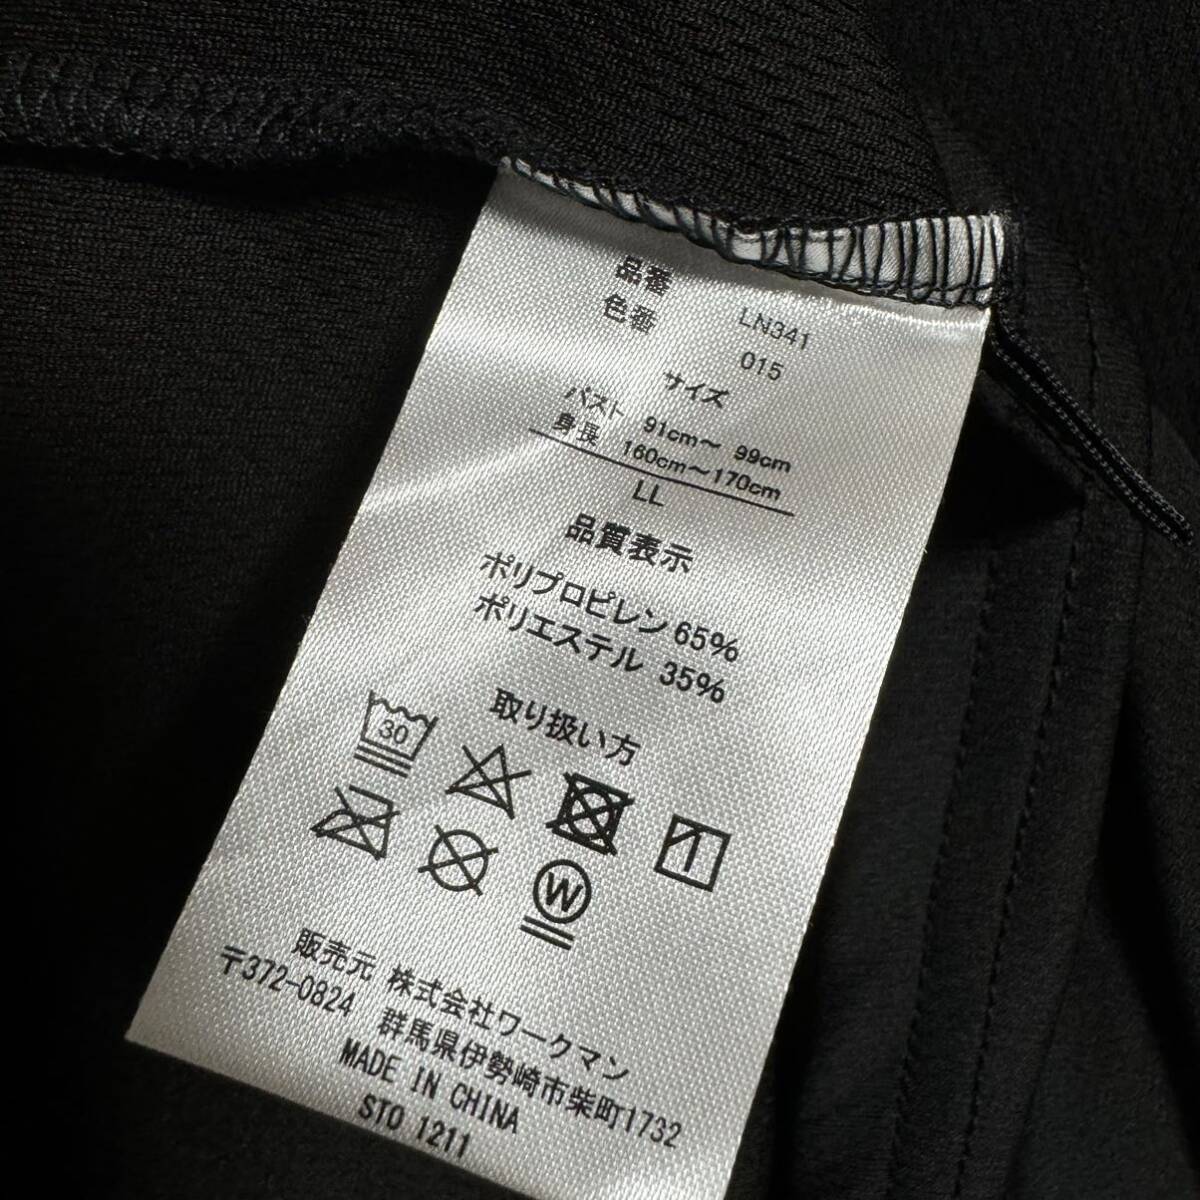 品番 LN341
色番 015
サイズ
バスト 91cm～ 99cm
身長 160cm～170cm
LL
品質表示
ポリプロピレン 65%
ポリエステル 35%
取り扱い方
30
W
販売元 株式会社ワークマン
〒372-0824 群馬県伊勢崎市柴町1732
MADE IN CHINA
STO 1211